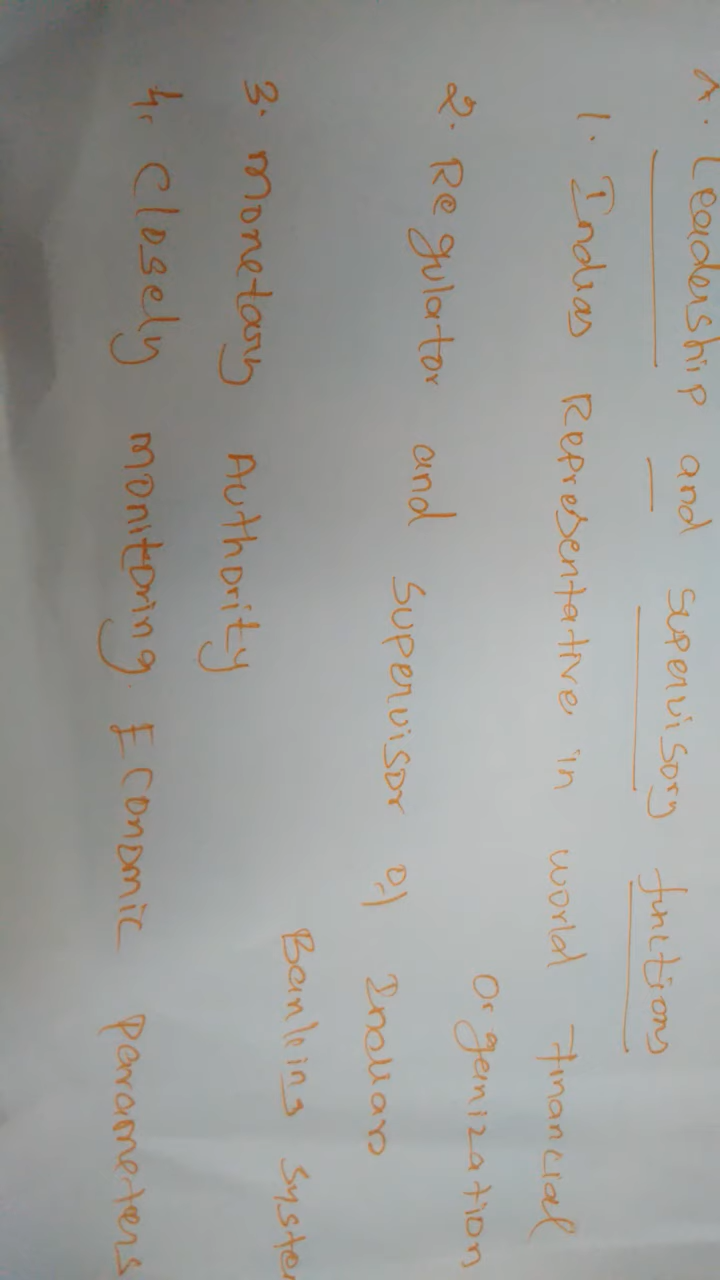 A. Leadership and supervisory functions
1. Indias Representative in world Financial
Organization
2. Regulator and Supervisor of Indian
Banking Syste
3. Monetary Authority
4. Closely monitoring Economic Parameters